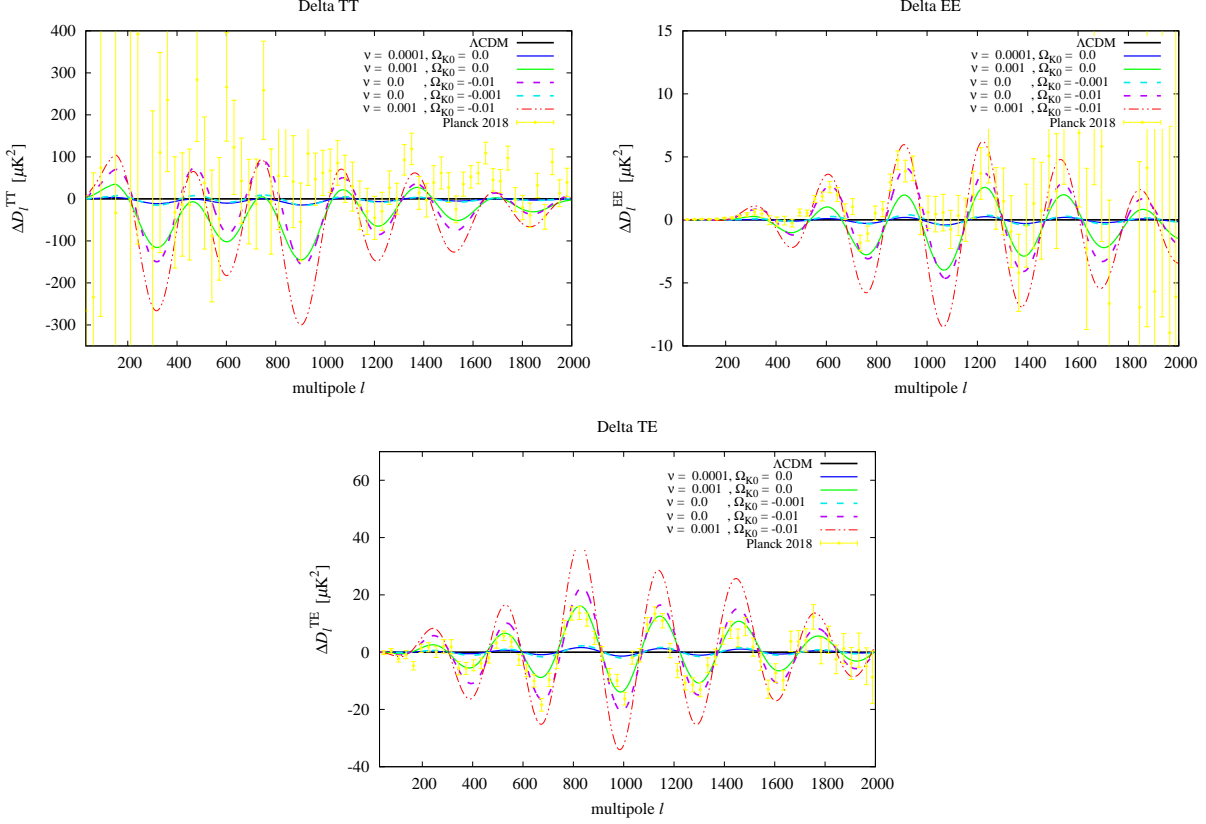 Delta TT
400
300
200
100
0
-100
-200
-300
ΔD_l^TT [μK²]
200 400 600 800 1000 1200 1400 1600 1800 2000
multipole l
ΛCDM
ν = 0.0001, Ω_K0 = 0.0
ν = 0.001 , Ω_K0 = 0.0
ν = 0.0 , Ω_K0 = -0.01
ν = 0.0 , Ω_K0 = -0.001
ν = 0.001 , Ω_K0 = -0.01
Planck 2018
Delta EE
15
10
5
0
-5
-10
ΔD_l^EE [μK²]
200 400 600 800 1000 1200 1400 1600 1800 2000
multipole l
ΛCDM
ν = 0.0001, Ω_K0 = 0.0
ν = 0.001 , Ω_K0 = 0.0
ν = 0.0 , Ω_K0 = -0.001
ν = 0.0 , Ω_K0 = -0.01
ν = 0.001 , Ω_K0 = -0.01
Planck 2018
Delta TE
60
40
20
0
-20
-40
ΔD_l^TE [μK²]
200 400 600 800 1000 1200 1400 1600 1800 2000
multipole l
ΛCDM
ν = 0.0001, Ω_K0 = 0.0
ν = 0.001 , Ω_K0 = 0.0
ν = 0.0 , Ω_K0 = -0.001
ν = 0.0 , Ω_K0 = -0.01
ν = 0.001 , Ω_K0 = -0.01
Planck 2018